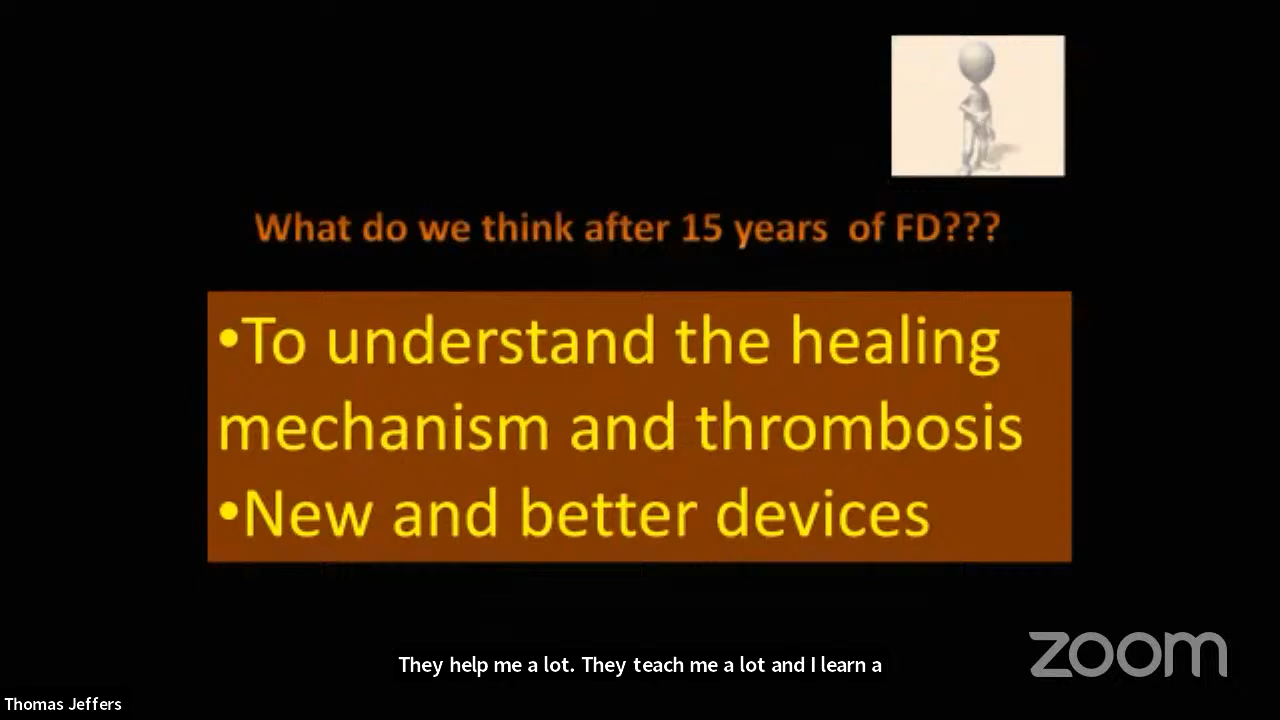 What do we think after 15 years of FD???
•To understand the healing
mechanism and thrombosis
•New and better devices
They help me a lot. They teach me a lot and I learn a
zoom
Thomas Jeffers